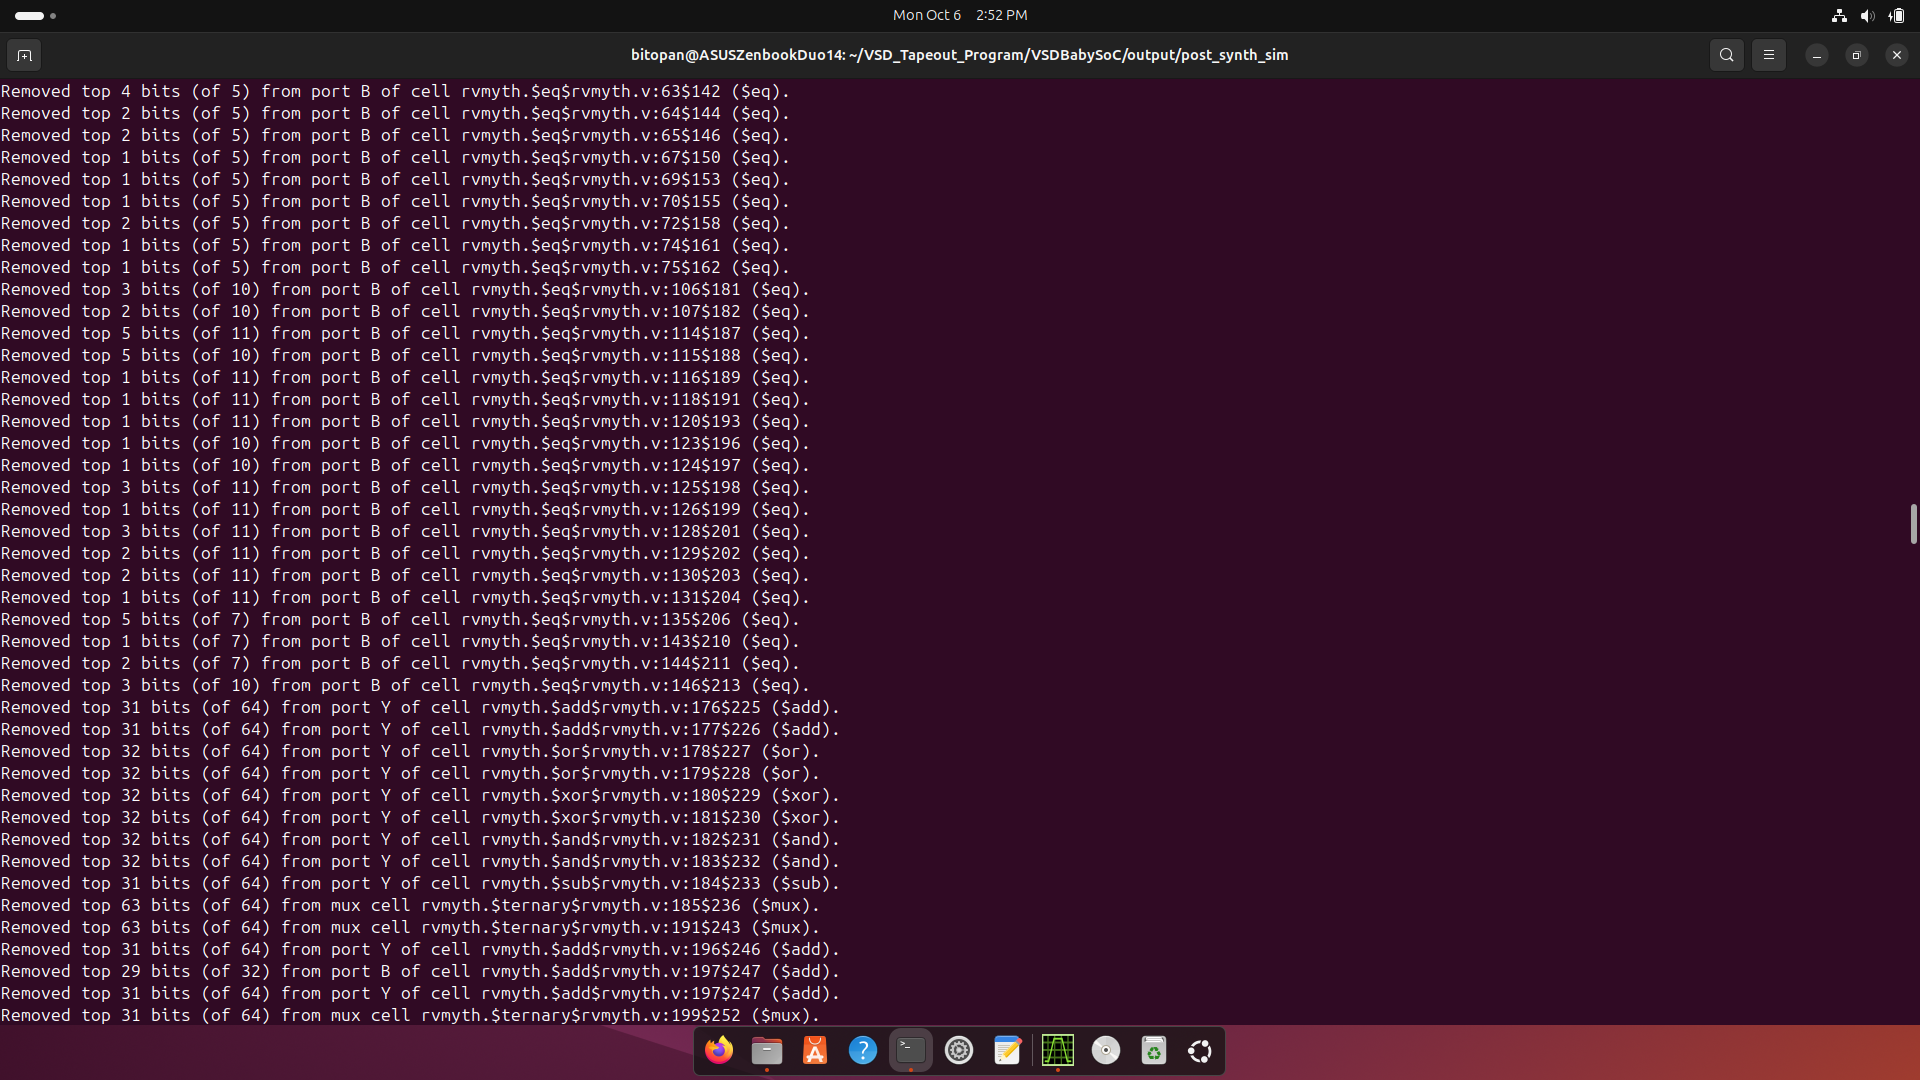 Mon Oct 6 2:52 PM
bitopan@ASUSZenbookDuo14: ~/VSD_Tapeout_Program/VSDBabySoC/output/post_synth_sim
Removed top 4 bits (of 5) from port B of cell rvmyth.$eq$rvmyth.v:63$142 ($eq).
Removed top 2 bits (of 5) from port B of cell rvmyth.$eq$rvmyth.v:64$144 ($eq).
Removed top 2 bits (of 5) from port B of cell rvmyth.$eq$rvmyth.v:65$146 ($eq).
Removed top 1 bits (of 5) from port B of cell rvmyth.$eq$rvmyth.v:67$150 ($eq).
Removed top 1 bits (of 5) from port B of cell rvmyth.$eq$rvmyth.v:69$153 ($eq).
Removed top 1 bits (of 5) from port B of cell rvmyth.$eq$rvmyth.v:70$155 ($eq).
Removed top 2 bits (of 5) from port B of cell rvmyth.$eq$rvmyth.v:72$158 ($eq).
Removed top 1 bits (of 5) from port B of cell rvmyth.$eq$rvmyth.v:74$161 ($eq).
Removed top 1 bits (of 5) from port B of cell rvmyth.$eq$rvmyth.v:75$162 ($eq).
Removed top 3 bits (of 10) from port B of cell rvmyth.$eq$rvmyth.v:106$181 ($eq).
Removed top 2 bits (of 10) from port B of cell rvmyth.$eq$rvmyth.v:107$182 ($eq).
Removed top 5 bits (of 11) from port B of cell rvmyth.$eq$rvmyth.v:114$187 ($eq).
Removed top 5 bits (of 10) from port B of cell rvmyth.$eq$rvmyth.v:115$188 ($eq).
Removed top 1 bits (of 11) from port B of cell rvmyth.$eq$rvmyth.v:116$189 ($eq).
Removed top 1 bits (of 11) from port B of cell rvmyth.$eq$rvmyth.v:118$191 ($eq).
Removed top 1 bits (of 11) from port B of cell rvmyth.$eq$rvmyth.v:120$193 ($eq).
Removed top 1 bits (of 10) from port B of cell rvmyth.$eq$rvmyth.v:123$196 ($eq).
Removed top 1 bits (of 10) from port B of cell rvmyth.$eq$rvmyth.v:124$197 ($eq).
Removed top 3 bits (of 11) from port B of cell rvmyth.$eq$rvmyth.v:125$198 ($eq).
Removed top 1 bits (of 11) from port B of cell rvmyth.$eq$rvmyth.v:126$199 ($eq).
Removed top 3 bits (of 11) from port B of cell rvmyth.$eq$rvmyth.v:128$201 ($eq).
Removed top 2 bits (of 11) from port B of cell rvmyth.$eq$rvmyth.v:129$202 ($eq).
Removed top 2 bits (of 11) from port B of cell rvmyth.$eq$rvmyth.v:130$203 ($eq).
Removed top 1 bits (of 11) from port B of cell rvmyth.$eq$rvmyth.v:131$204 ($eq).
Removed top 5 bits (of 7) from port B of cell rvmyth.$eq$rvmyth.v:135$206 ($eq).
Removed top 1 bits (of 7) from port B of cell rvmyth.$eq$rvmyth.v:143$210 ($eq).
Removed top 2 bits (of 7) from port B of cell rvmyth.$eq$rvmyth.v:144$211 ($eq).
Removed top 3 bits (of 10) from port B of cell rvmyth.$eq$rvmyth.v:146$213 ($eq).
Removed top 31 bits (of 64) from port Y of cell rvmyth.$add$rvmyth.v:176$225 ($add).
Removed top 31 bits (of 64) from port Y of cell rvmyth.$add$rvmyth.v:177$226 ($add).
Removed top 32 bits (of 64) from port Y of cell rvmyth.$or$rvmyth.v:178$227 ($or).
Removed top 32 bits (of 64) from port Y of cell rvmyth.$or$rvmyth.v:179$228 ($or).
Removed top 32 bits (of 64) from port Y of cell rvmyth.$xor$rvmyth.v:180$229 ($xor).
Removed top 32 bits (of 64) from port Y of cell rvmyth.$xor$rvmyth.v:181$230 ($xor).
Removed top 32 bits (of 64) from port Y of cell rvmyth.$and$rvmyth.v:182$231 ($and).
Removed top 32 bits (of 64) from port Y of cell rvmyth.$and$rvmyth.v:183$232 ($and).
Removed top 31 bits (of 64) from port Y of cell rvmyth.$sub$rvmyth.v:184$233 ($sub).
Removed top 63 bits (of 64) from mux cell rvmyth.$ternary$rvmyth.v:185$236 ($mux).
Removed top 63 bits (of 64) from mux cell rvmyth.$ternary$rvmyth.v:191$243 ($mux).
Removed top 31 bits (of 64) from port Y of cell rvmyth.$add$rvmyth.v:196$246 ($add).
Removed top 29 bits (of 32) from port B of cell rvmyth.$add$rvmyth.v:197$247 ($add).
Removed top 31 bits (of 64) from port Y of cell rvmyth.$add$rvmyth.v:197$247 ($add).
Removed top 31 bits (of 64) from mux cell rvmyth.$ternary$rvmyth.v:199$252 ($mux).